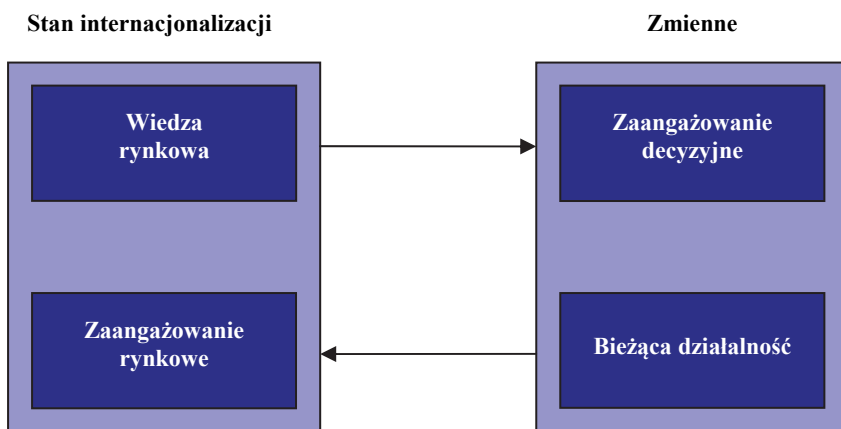 Stan internacjonalizacji
Zmienne
Wiedza
rynkowa
Zaangażowanie
decyzyjne
Zaangażowanie
rynkowe
Bieżąca działalność